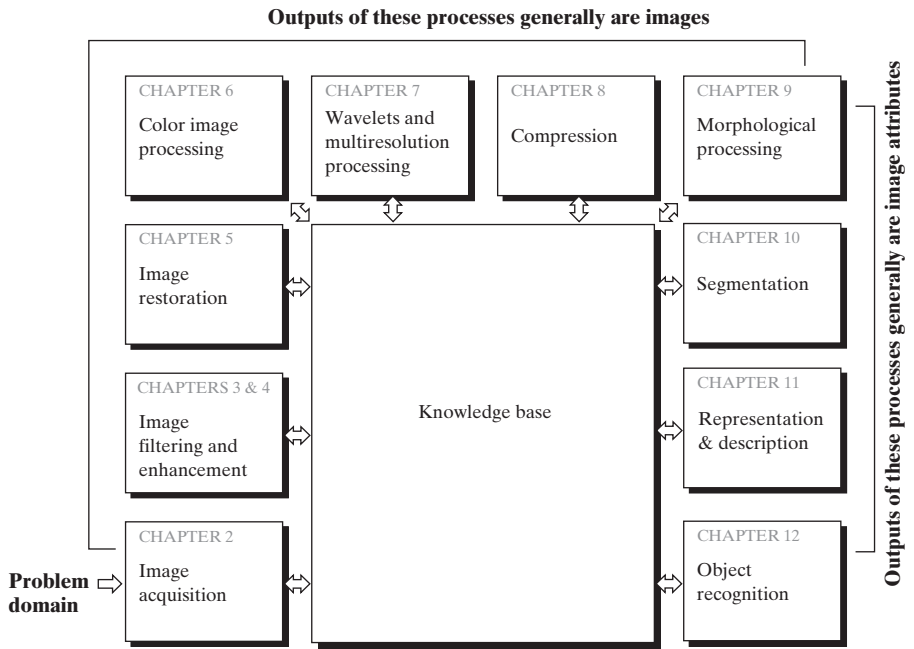 Outputs of these processes generally are images
CHAPTER 6
Color image
processing
CHAPTER 7
Wavelets and
multiresolution
processing
CHAPTER 8
Compression
CHAPTER 9
Morphological
processing
CHAPTER 5
Image
restoration
CHAPTERS 3 & 4
Image
filtering and
enhancement
CHAPTER 2
Image
acquisition
Problem
domain
Knowledge base
CHAPTER 10
Segmentation
CHAPTER 11
Representation
& description
CHAPTER 12
Object
recognition
Outputs of these processes generally are image attributes